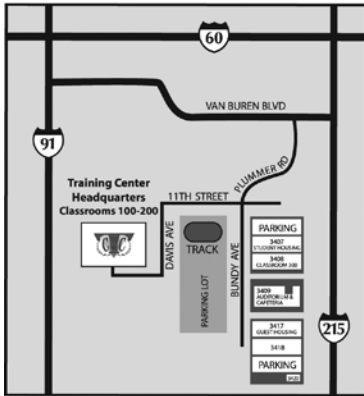 60
VAN BUREN BLVD
91
PLUMMER RD
Training Center
Headquarters
Classrooms 100-200
11TH STREET
DAVIS AVE
TRACK
PARKING LOT
BUNDY AVE
PARKING
3407
STUDENT HOUSING
3408
CLASSROOM 300
3409
AUDITORIUM &
CAFETERIA
3417
GUEST HOUSING
3418
PARKING
215